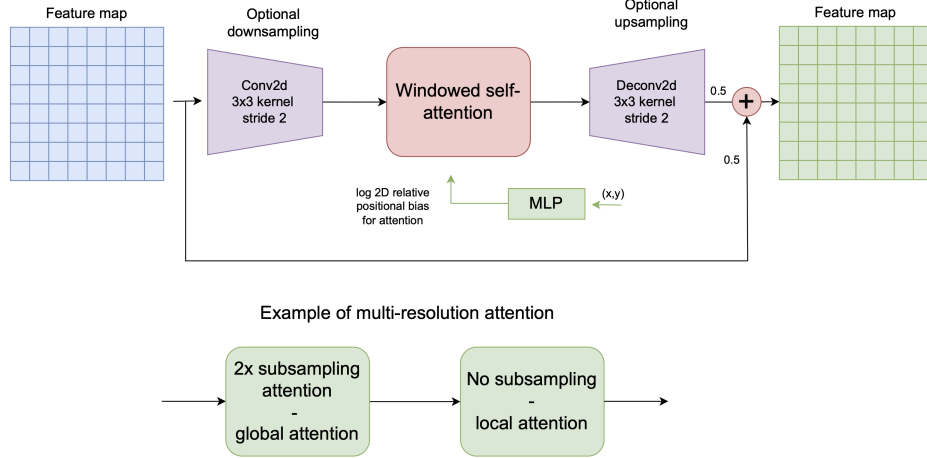 Feature map
Optional
downsampling
Optional
upsampling
Feature map
Conv2d
3x3 kernel
stride 2
Windowed self-
attention
Deconv2d
3x3 kernel
stride 2
0.5
+
0.5
log 2D relative
positional bias
for attention
MLP
(x,y)
Example of multi-resolution attention
2x subsampling
attention
-
global attention
No subsampling
-
local attention